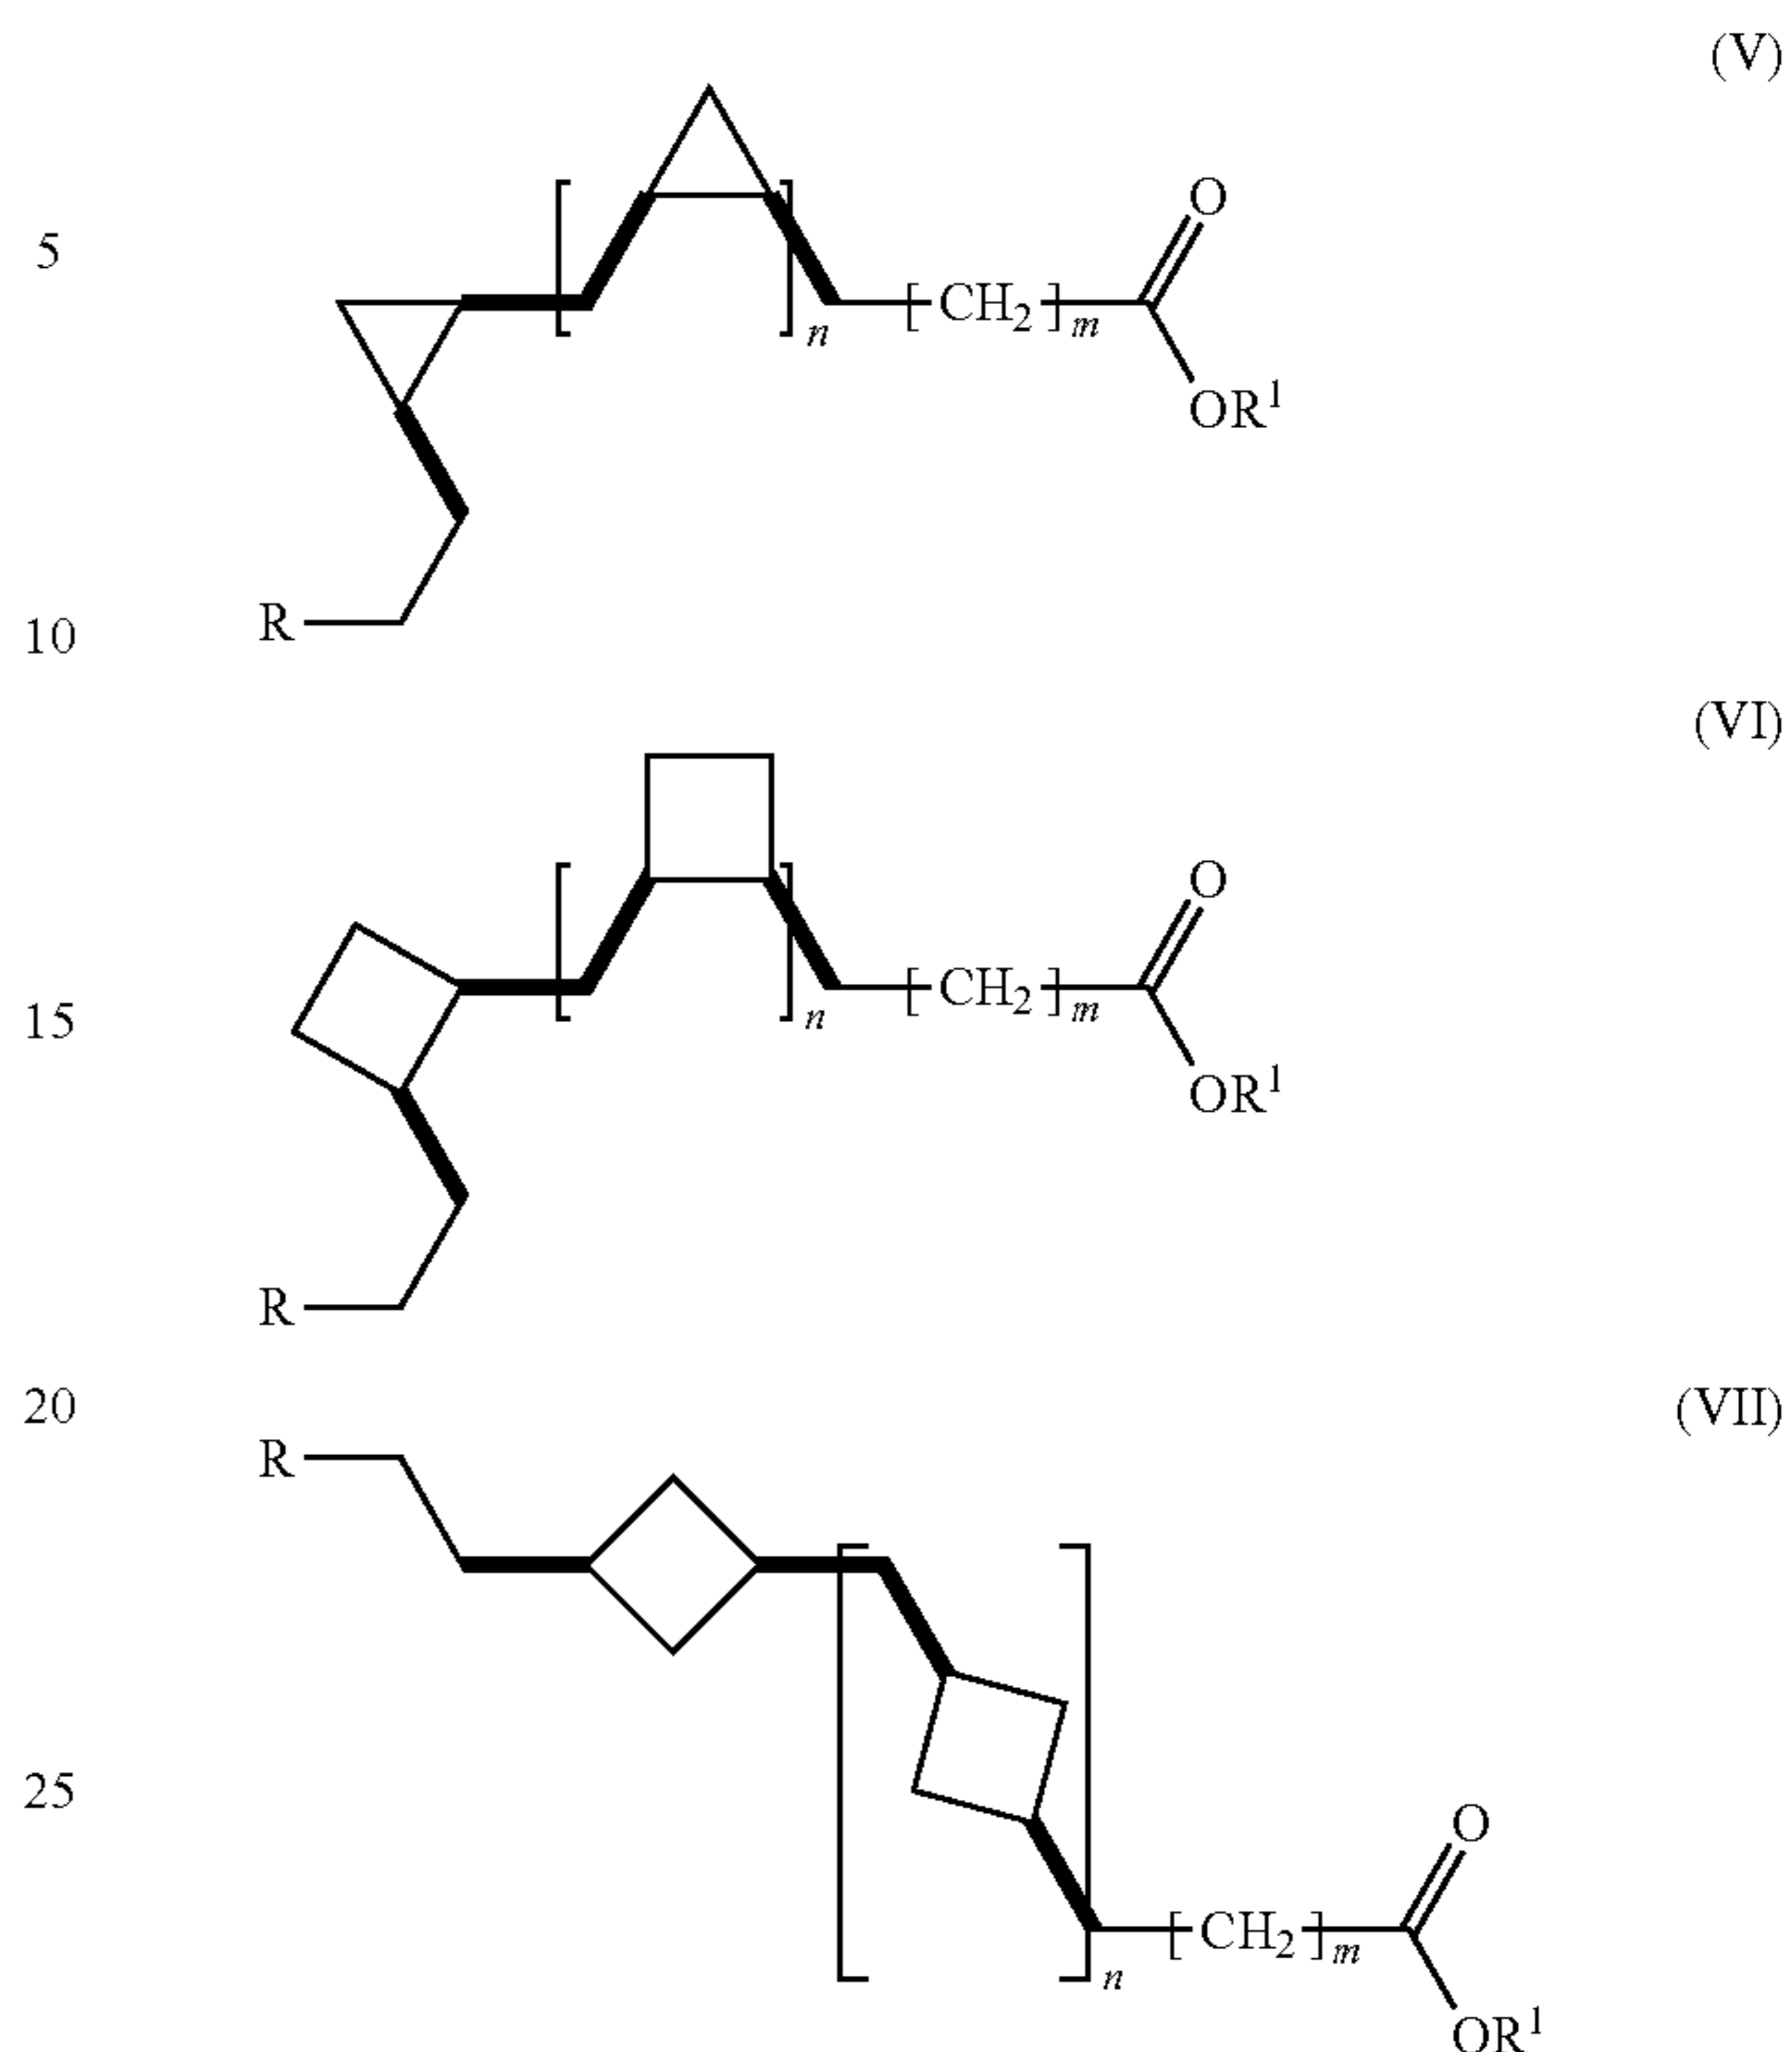 (V)
O
5
[ ]n [CH2]m
OR1
10
R
(VI)
O
15
[ ]n [CH2]m
OR1
R
20
(VII)
R
25
O
[CH2]m
[ ]n
OR1